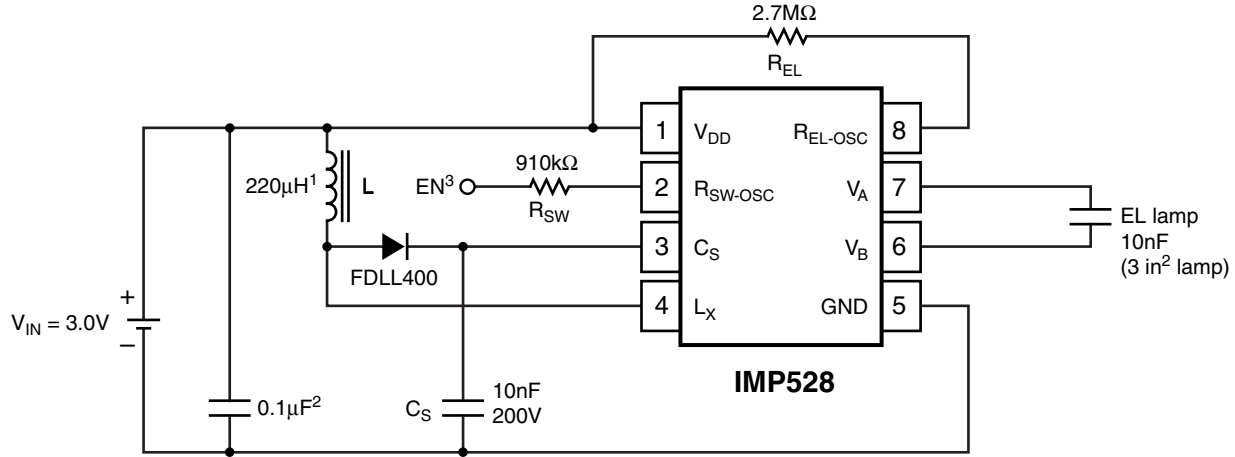 2.7MΩ
R_EL
1 V_DD
R_EL-OSC 8
910kΩ
220μH¹ L
EN³
2 R_SW-OSC
V_A 7
R_SW
EL lamp
10nF
(3 in² lamp)
3 C_S
V_B 6
FDLL400
4 L_X
GND 5
+
V_IN = 3.0V
–
IMP528
0.1μF²
C_S
10nF
200V